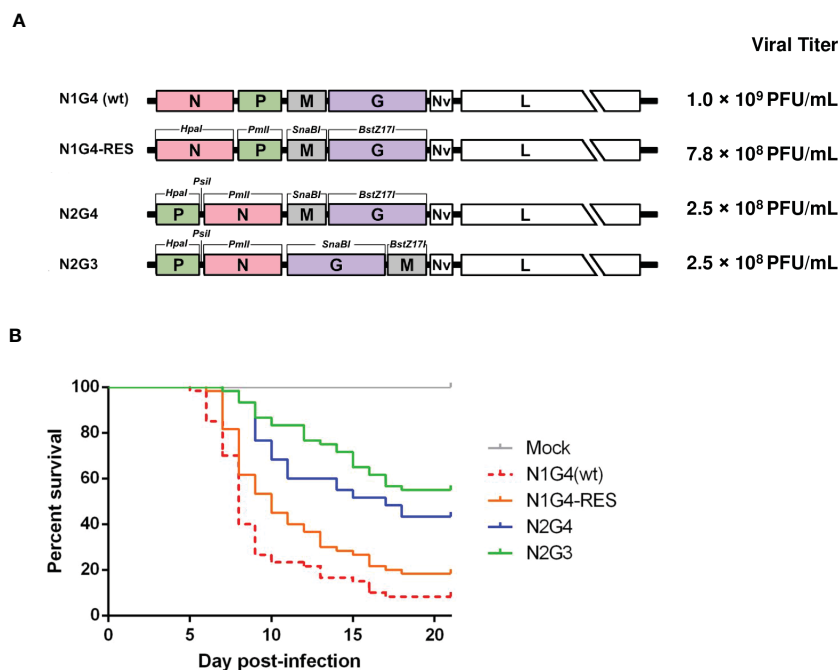 A
Viral Titer
N1G4 (wt) N P M G Nv L 1.0 × 10⁹ PFU/mL
HpaI PmlI SnaBI BstZ17I
N1G4-RES N P M G Nv L 7.8 × 10⁸ PFU/mL
PsiI
HpaI PmlI SnaBI BstZ17I
N2G4 P N M G Nv L 2.5 × 10⁸ PFU/mL
PsiI
HpaI PmlI SnaBI BstZ17I
N2G3 P N G M Nv L 2.5 × 10⁸ PFU/mL
B
100
80
60
40
20
0
Percent survival
0 5 10 15 20
Day post-infection
Mock
N1G4(wt)
N1G4-RES
N2G4
N2G3